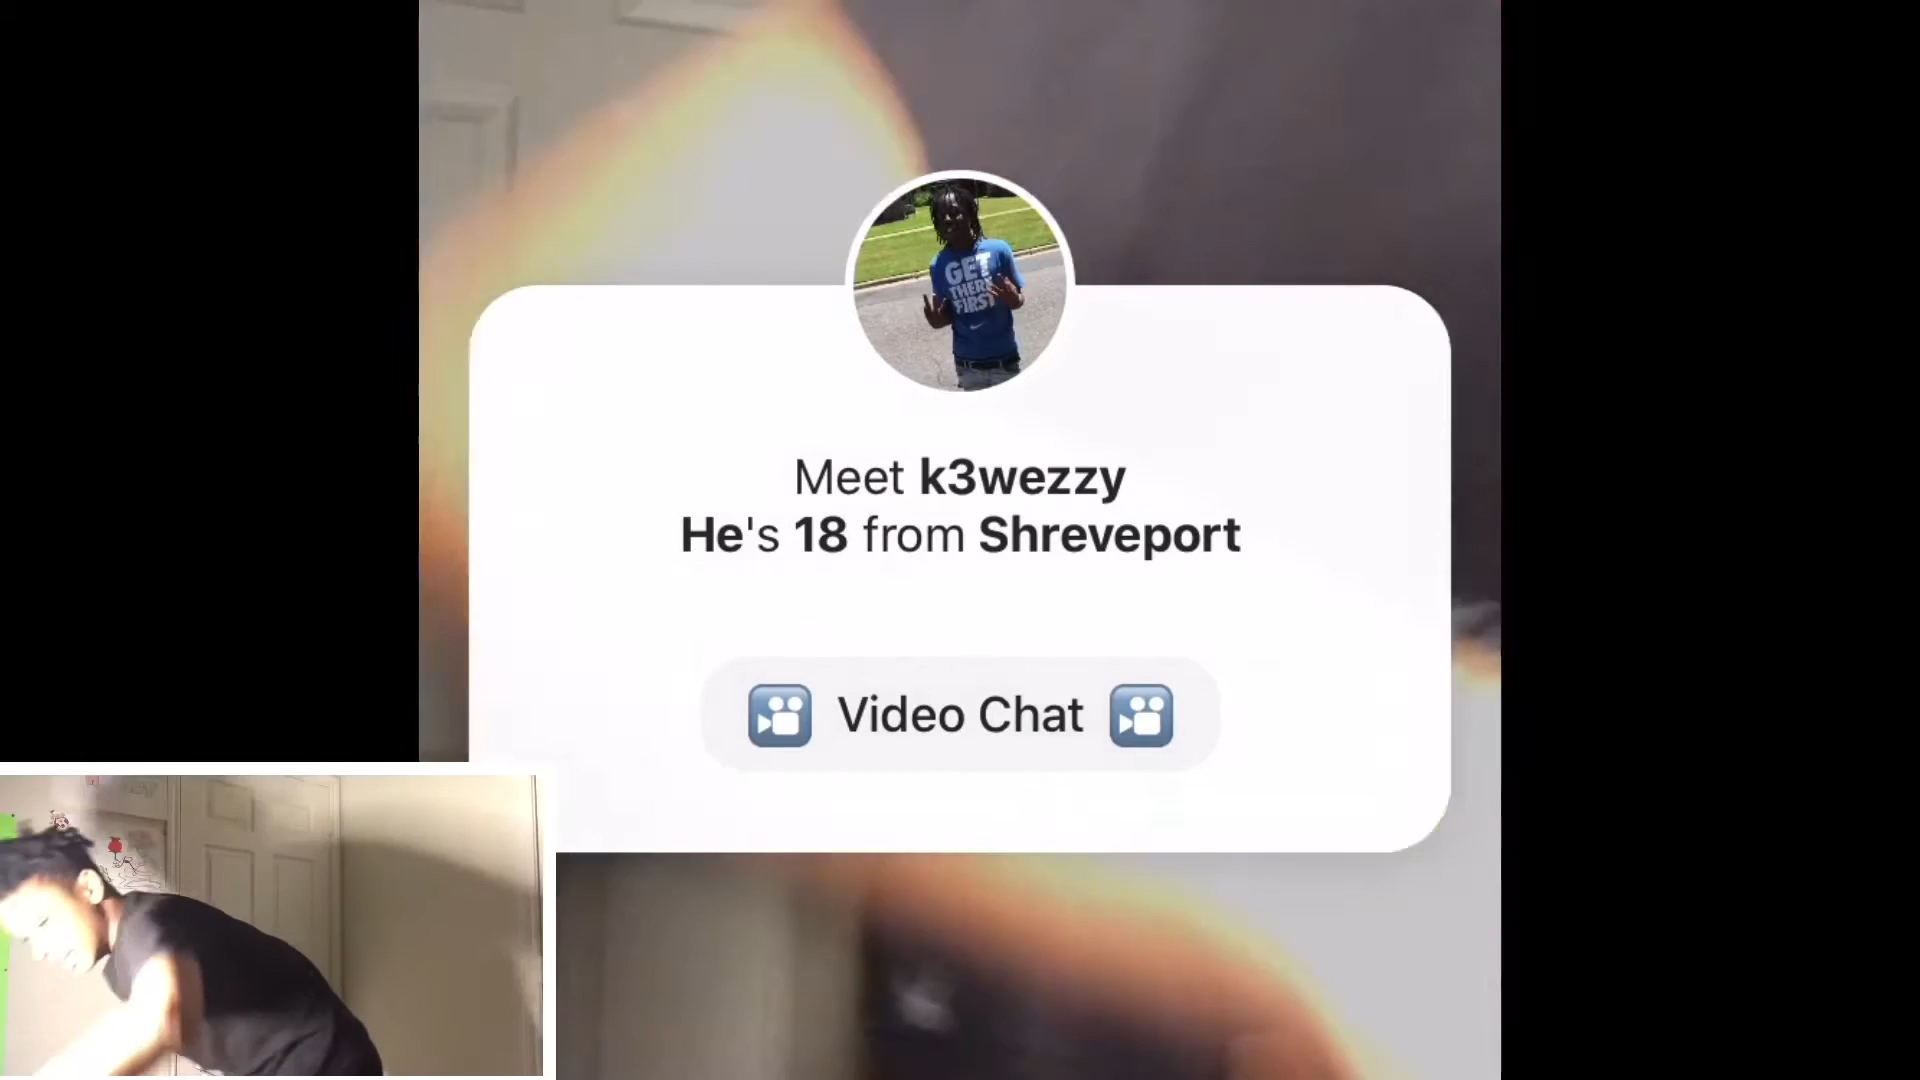 GET
THERE
FIRST
Meet k3wezzy
He's 18 from Shreveport
Video Chat